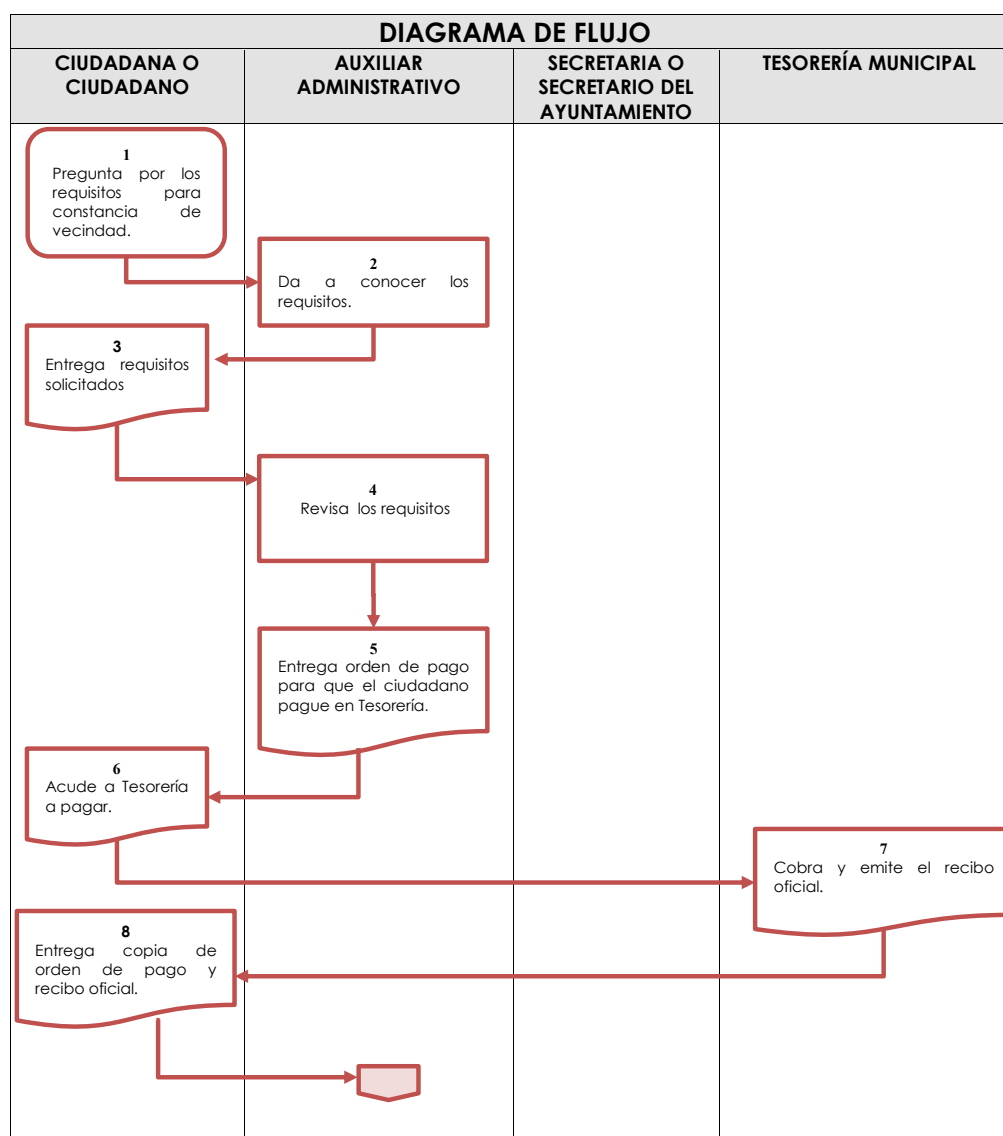 DIAGRAMA DE FLUJO
CIUDADANA O
CIUDADANO
AUXILIAR
ADMINISTRATIVO
SECRETARIA O
SECRETARIO DEL
AYUNTAMIENTO
TESORERÍA MUNICIPAL
1
Pregunta por los
requisitos para
constancia de
vecindad.
2
Da a conocer los
requisitos.
3
Entrega requisitos
solicitados
4
Revisa los requisitos
5
Entrega orden de pago
para que el ciudadano
pague en Tesorería.
6
Acude a Tesorería
a pagar.
7
Cobra y emite el recibo
oficial.
8
Entrega copia de
orden de pago y
recibo oficial.